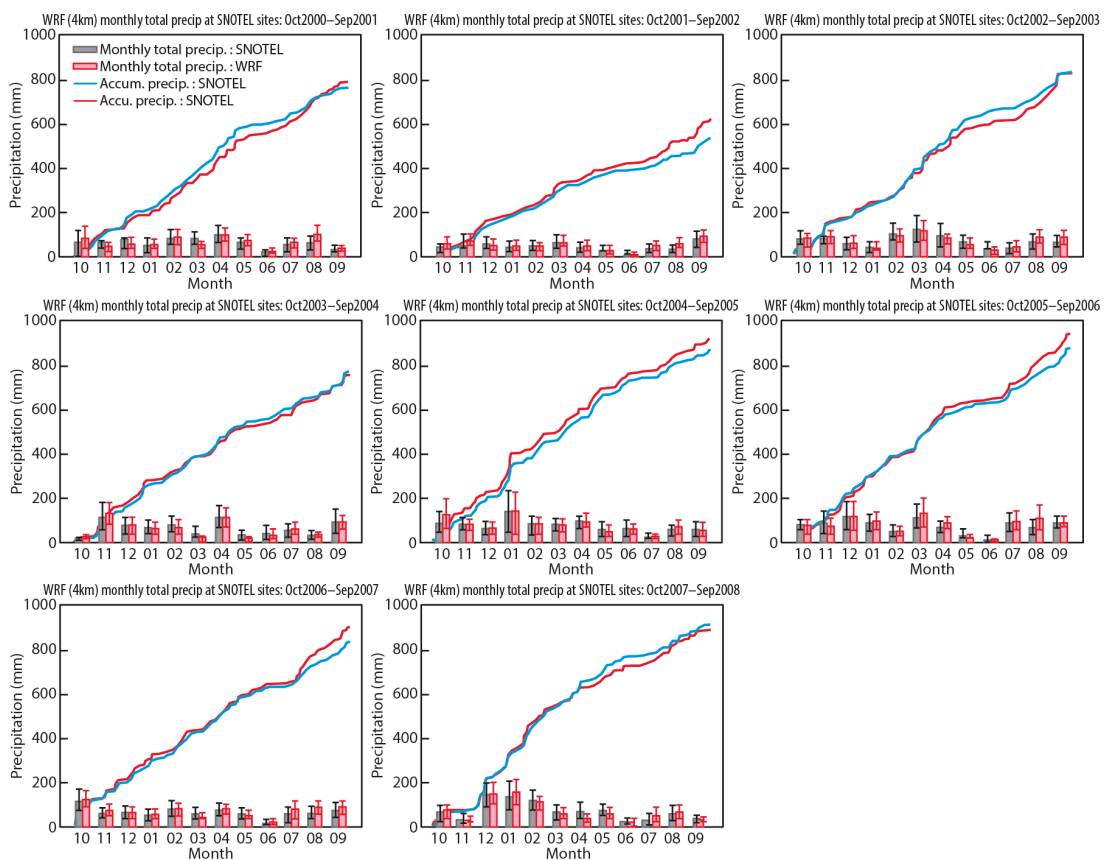 WRF (4km) monthly total precip at SNOTEL sites: Oct2000–Sep2001
1000
800
600
400
200
0
Precipitation (mm)
Monthly total precip. : SNOTEL
Monthly total precip. : WRF
Accum. precip. : SNOTEL
Accu. precip. : SNOTEL
10 11 12 01 02 03 04 05 06 07 08 09
Month
WRF (4km) monthly total precip at SNOTEL sites: Oct2001–Sep2002
1000
800
600
400
200
0
Precipitation (mm)
10 11 12 01 02 03 04 05 06 07 08 09
Month
WRF (4km) monthly total precip at SNOTEL sites: Oct2002–Sep2003
1000
800
600
400
200
0
Precipitation (mm)
10 11 12 01 02 03 04 05 06 07 08 09
Month
WRF (4km) monthly total precip at SNOTEL sites: Oct2003–Sep2004
1000
800
600
400
200
0
Precipitation (mm)
10 11 12 01 02 03 04 05 06 07 08 09
Month
WRF (4km) monthly total precip at SNOTEL sites: Oct2004–Sep2005
1000
800
600
400
200
0
Precipitation (mm)
10 11 12 01 02 03 04 05 06 07 08 09
Month
WRF (4km) monthly total precip at SNOTEL sites: Oct2005–Sep2006
1000
800
600
400
200
0
Precipitation (mm)
10 11 12 01 02 03 04 05 06 07 08 09
Month
WRF (4km) monthly total precip at SNOTEL sites: Oct2006–Sep2007
1000
800
600
400
200
0
Precipitation (mm)
10 11 12 01 02 03 04 05 06 07 08 09
Month
WRF (4km) monthly total precip at SNOTEL sites: Oct2007–Sep2008
1000
800
600
400
200
0
Precipitation (mm)
10 11 12 01 02 03 04 05 06 07 08 09
Month